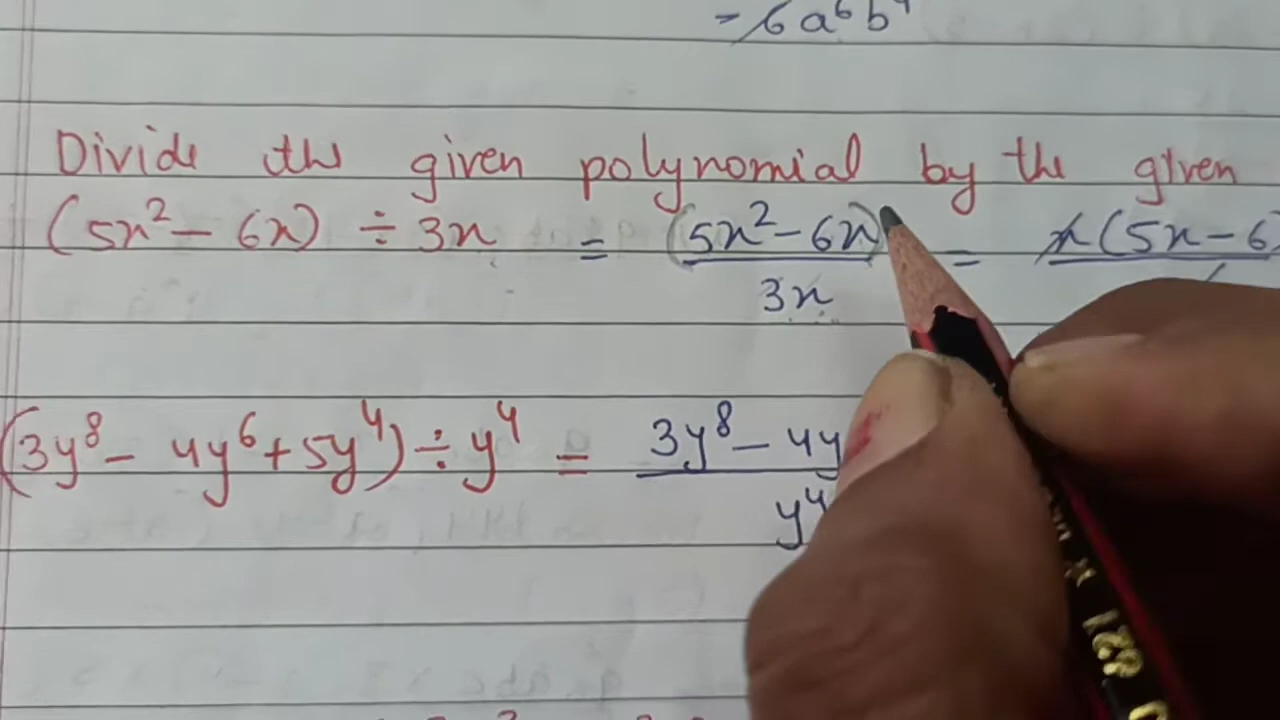 - 6a⁶b⁴
Divide the given polynomial by the given
(5x² - 6x) ÷ 3x = (5x² - 6x) / 3x = x(5x - 6
(3y⁸ - 4y⁶ + 5y⁴) ÷ y⁴ = 3y⁸ - 4y / y⁴